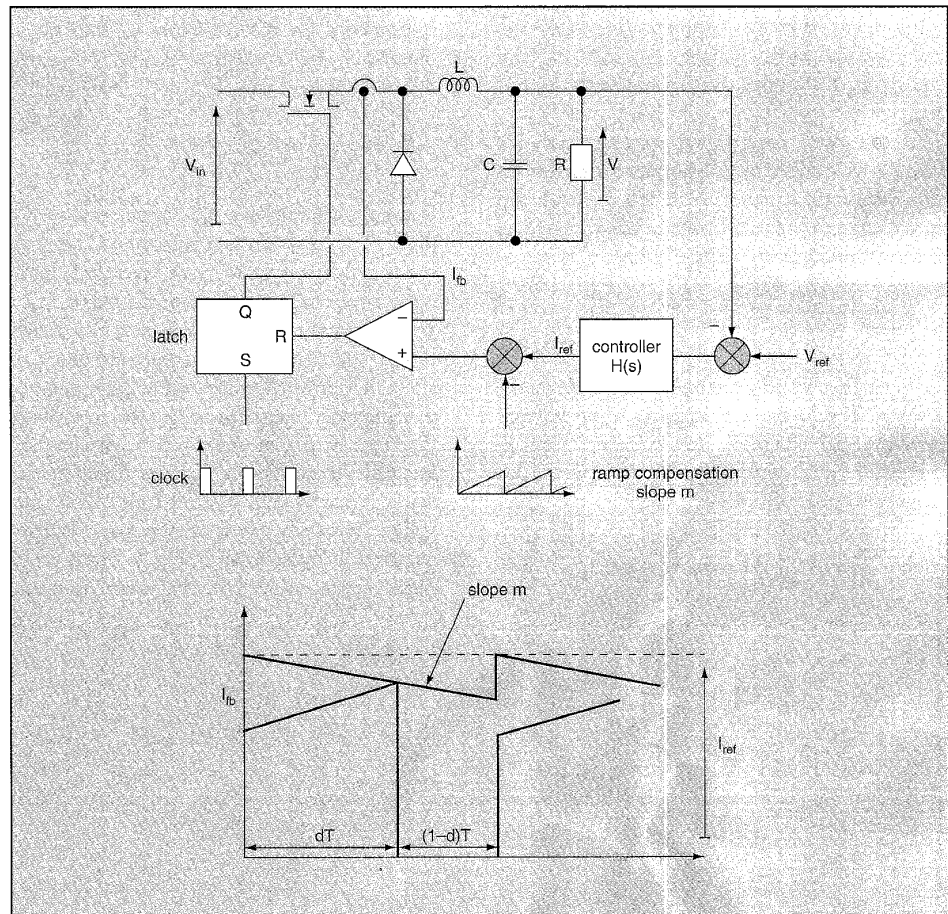 L
V_in
C
R
V
I_fb
latch
Q
R
S
−
+
I_ref
controller
H(s)
−
V_ref
−
clock
ramp compensation
slope m
slope m
I_fb
I_ref
dT
(1–d)T